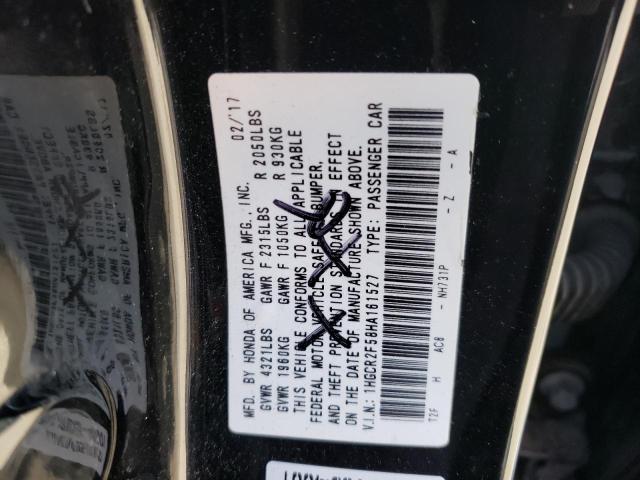 MFD. BY HONDA OF AMERICA MFG., INC. 02/'17
GVWR 4321LBS GAWR F 2315LBS R 2050LBS
GVWR 1960KG GAWR F 1050KG R 930KG
THIS VEHICLE CONFORMS TO ALL APPLICABLE
FEDERAL MOTOR VEHICLE SAFETY BUMPER,
AND THEFT PREVENTION STANDARDS IN EFFECT
ON THE DATE OF MANUFACTURE SHOWN ABOVE.
V.I.N.: 1HGCR2F58HA161527 TYPE: PASSENGER CAR
T2F H AC8 - NH731P - Z - A